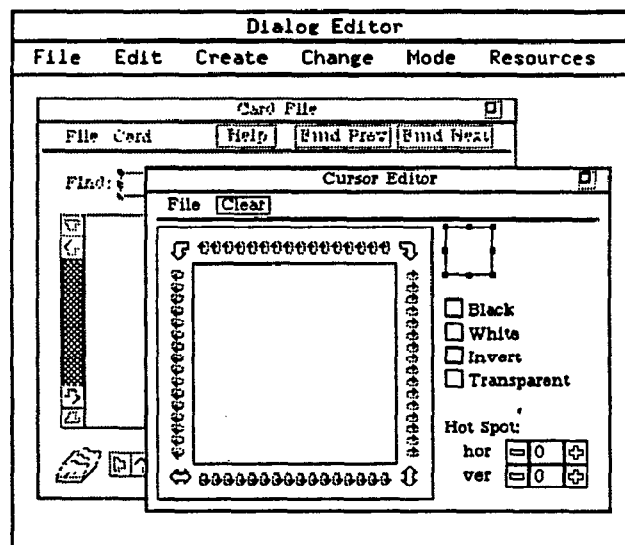 Dialog Editor
File Edit Create Change Mode Resources
Card File
File Card Help Find Prev Find Next
Find:
Cursor Editor
File Clear
Black
White
Invert
Transparent
Hot Spot:
hor 0
ver 0